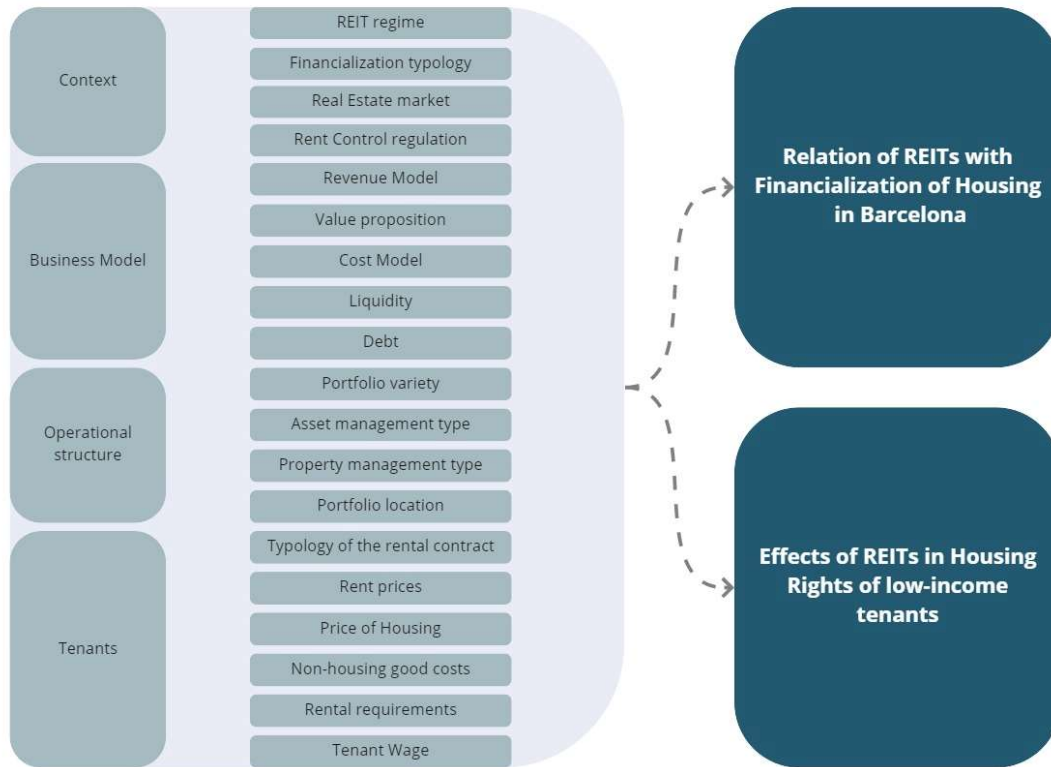 Context
REIT regime
Financialization typology
Real Estate market
Rent Control regulation
Business Model
Revenue Model
Value proposition
Cost Model
Liquidity
Debt
Operational
structure
Portfolio variety
Asset management type
Property management type
Portfolio location
Tenants
Typology of the rental contract
Rent prices
Price of Housing
Non-housing good costs
Rental requirements
Tenant Wage
Relation of REITs with
Financialization of Housing
in Barcelona
Effects of REITs in Housing
Rights of low-income
tenants